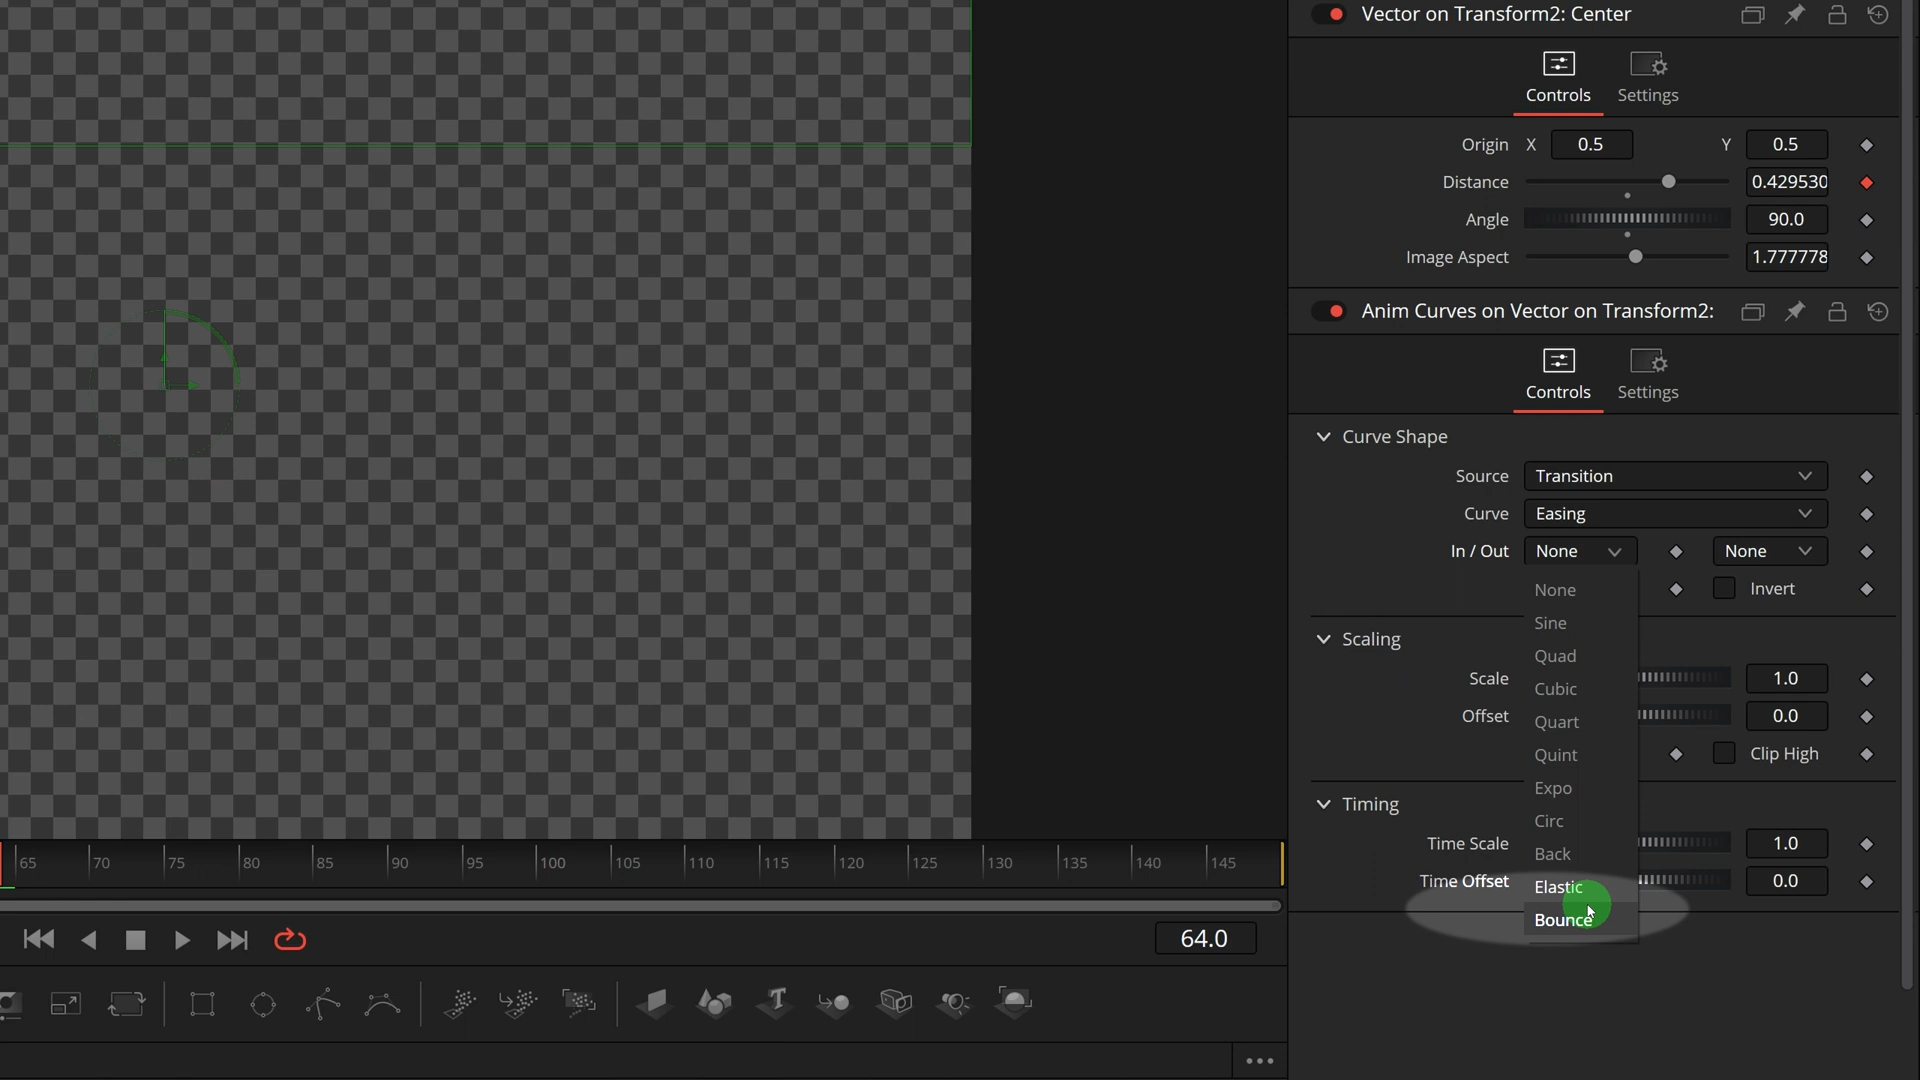 Vector on Transform2: Center
Controls Settings
Origin X 0.5 Y 0.5
Distance 0.429530
Angle 90.0
Image Aspect 1.777778
Anim Curves on Vector on Transform2:
Controls Settings
Curve Shape
Source Transition
Curve Easing
In / Out None None
None
Invert
Sine
Scaling
Quad
Scale 1.0
Cubic
Offset 0.0
Quart
Quint
Clip High
Expo
Timing
Circ
Time Scale 1.0
Back
Time Offset 0.0
Elastic
Bounce
65 70 75 80 85 90 95 100 105 110 115 120 125 130 135 140 145
64.0
T